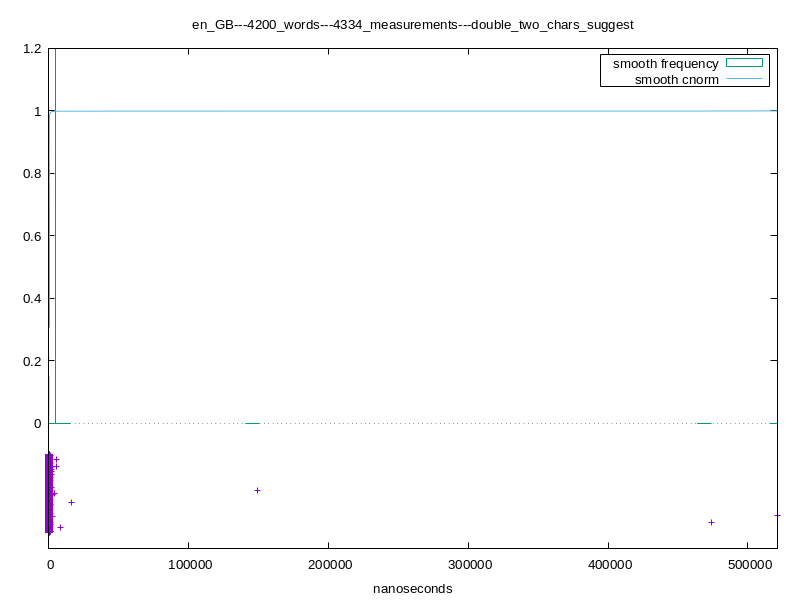 en_GB---4200_words---4334_measurements---double_two_chars_suggest
smooth frequency
smooth cnorm
1.2
1
0.8
0.6
0.4
0.2
0
0 100000 200000 300000 400000 500000
nanoseconds